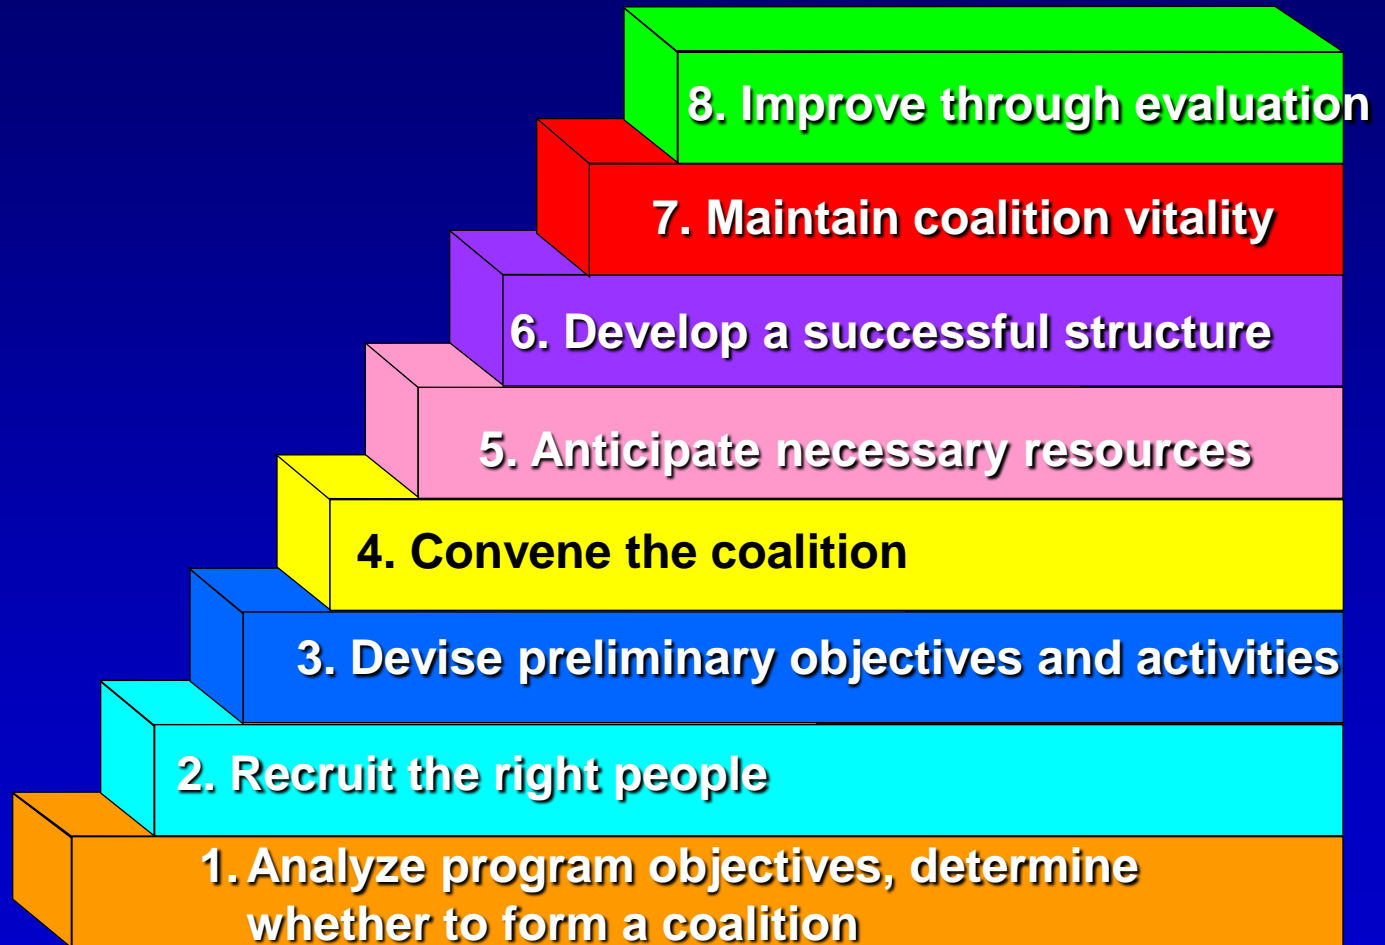 8. Improve through evaluation
7. Maintain coalition vitality
6. Develop a successful structure
5. Anticipate necessary resources
4. Convene the coalition
3. Devise preliminary objectives and activities
2. Recruit the right people
1. Analyze program objectives, determine
whether to form a coalition